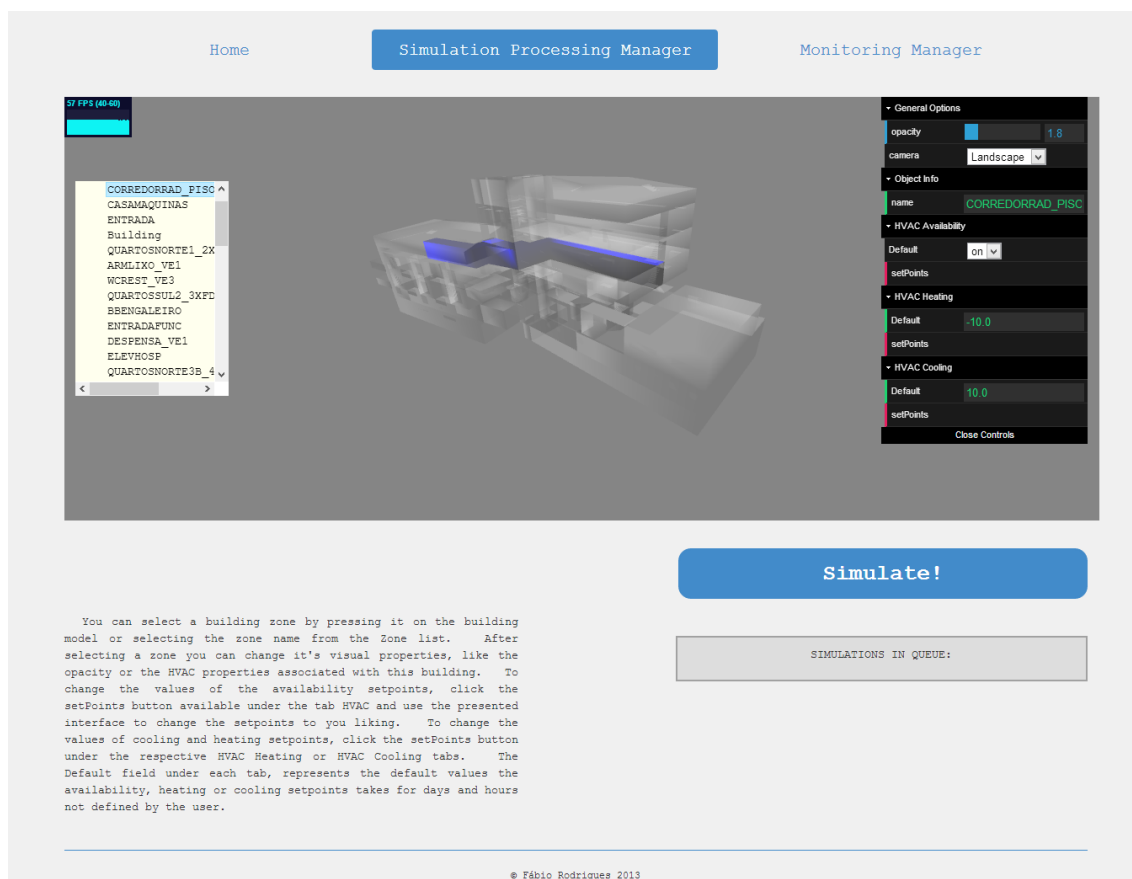 Home
Simulation Processing Manager
Monitoring Manager
57 FPS (40-60)
CORREDORRAD_PISO
CASAMAQUINAS
ENTRADA
Building
QUARTOSNORTE1_2X
ARMLIXO_VE1
WCREST_VE3
QUARTOSSUL2_3XFD
BBENGALEIRO
ENTRADAFUNC
DESPENSA_VE1
ELEVHOSP
QUARTOSNORTE3B_4
General Options
opacity 1.8
camera Landscape
Object Info
name CORREDORRAD_PISC
HVAC Availability
Default on
setPoints
HVAC Heating
Default -10.0
setPoints
HVAC Cooling
Default 10.0
setPoints
Close Controls
Simulate!
SIMULATIONS IN QUEUE:
You can select a building zone by pressing it on the building
model or selecting the zone name from the Zone list. After
selecting a zone you can change it's visual properties, like the
opacity or the HVAC properties associated with this building. To
change the values of the availability setpoints, click the
setPoints button available under the tab HVAC and use the presented
interface to change the setpoints to you liking. To change the
values of cooling and heating setpoints, click the setPoints button
under the respective HVAC Heating or HVAC Cooling tabs. The
Default field under each tab, represents the default values the
availability, heating or cooling setpoints takes for days and hours
not defined by the user.
© Fábio Rodrigues 2013